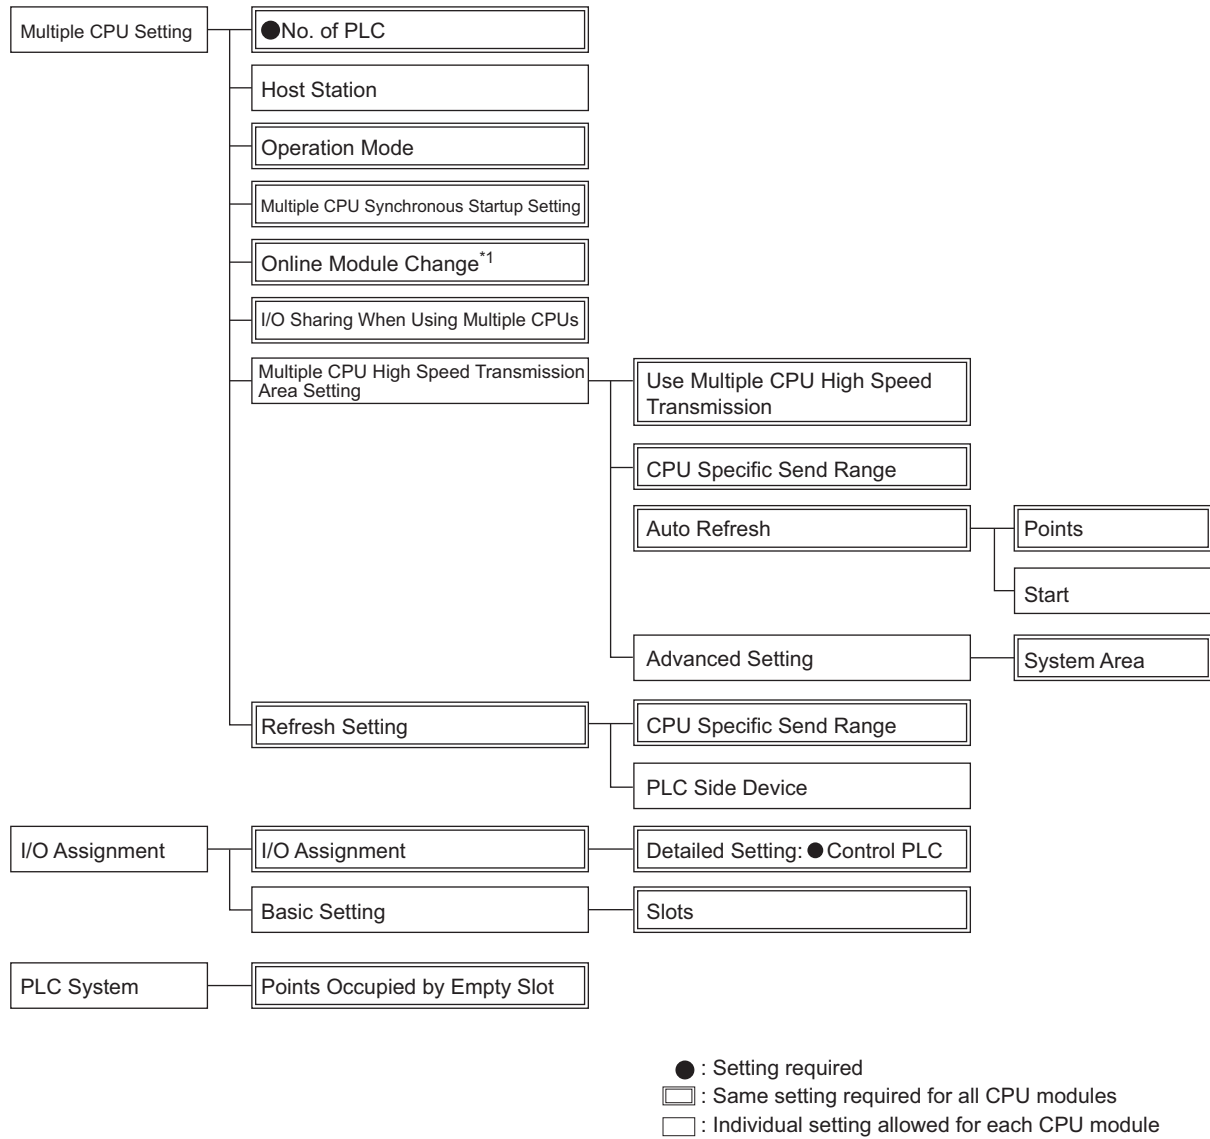 Multiple CPU Setting
●No. of PLC
Host Station
Operation Mode
Multiple CPU Synchronous Startup Setting
Online Module Change*1
I/O Sharing When Using Multiple CPUs
Multiple CPU High Speed Transmission
Area Setting
Use Multiple CPU High Speed
Transmission
CPU Specific Send Range
Auto Refresh
Points
Start
Advanced Setting
System Area
Refresh Setting
CPU Specific Send Range
PLC Side Device
I/O Assignment
I/O Assignment
Detailed Setting: ●Control PLC
Basic Setting
Slots
PLC System
Points Occupied by Empty Slot
● : Setting required
: Same setting required for all CPU modules
: Individual setting allowed for each CPU module